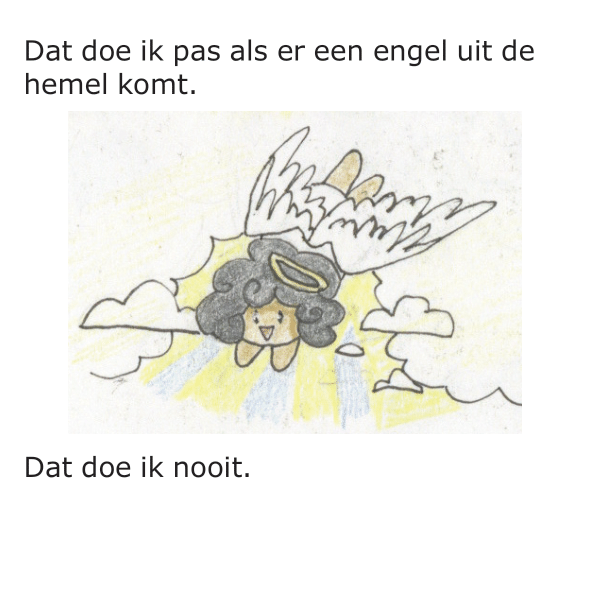 Dat doe ik pas als er een engel uit de
hemel komt.
Dat doe ik nooit.